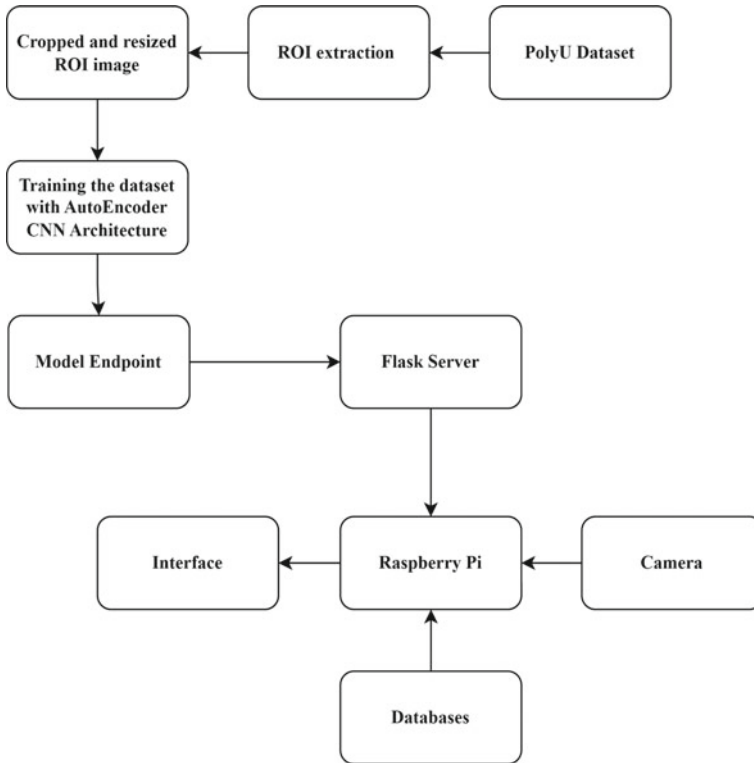 Cropped and resized
ROI image
ROI extraction
PolyU Dataset
Training the dataset
with AutoEncoder
CNN Architecture
Model Endpoint
Flask Server
Interface
Raspberry Pi
Camera
Databases